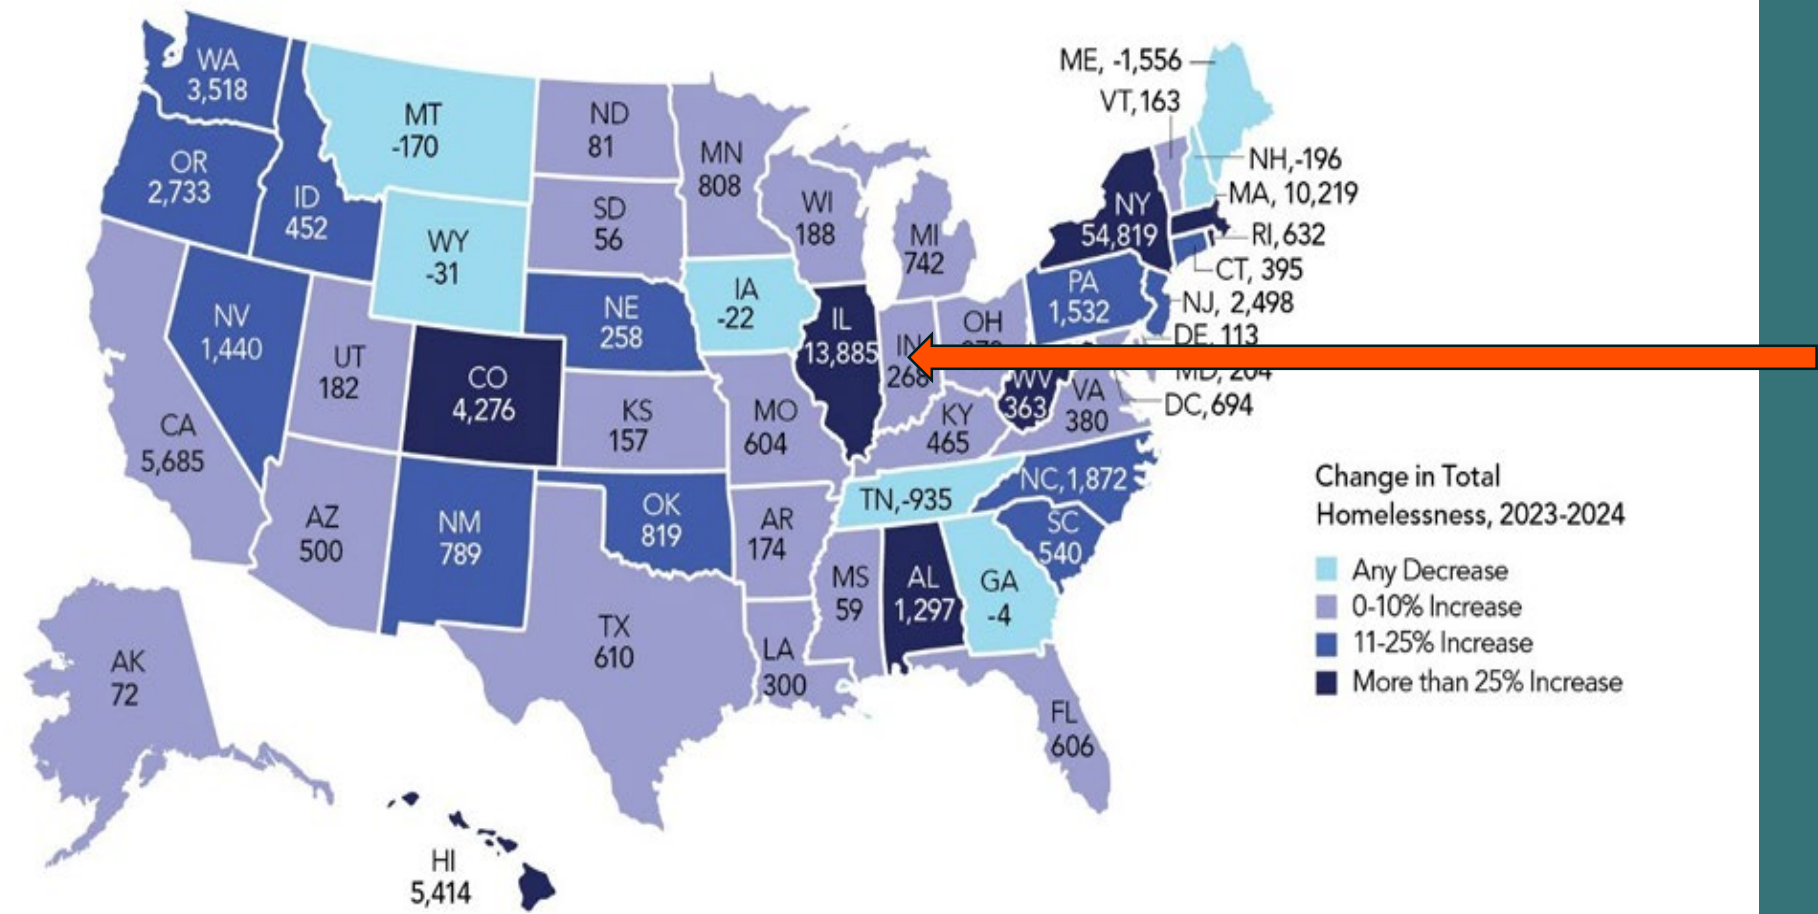 WA
3,518
OR
2,733
ID
452
MT
-170
WY
-31
NV
1,440
UT
182
CO
4,276
CA
5,685
AZ
500
NM
789
ND
81
SD
56
NE
258
KS
157
OK
819
TX
610
MN
808
IA
-22
MO
604
AR
174
LA
300
WI
188
IL
13,885
MI
742
IN
268
OH
KY
465
TN,-935
MS
59
AL
1,297
GA
-4
FL
606
SC
540
NC,1,872
VA
380
WV
363
PA
1,532
NY
54,819
ME, -1,556
VT,163
NH,-196
MA, 10,219
RI,632
CT, 395
NJ, 2,498
DE, 113
MD, 204
DC,694
AK
72
HI
5,414
Change in Total
Homelessness, 2023-2024
Any Decrease
0-10% Increase
11-25% Increase
More than 25% Increase